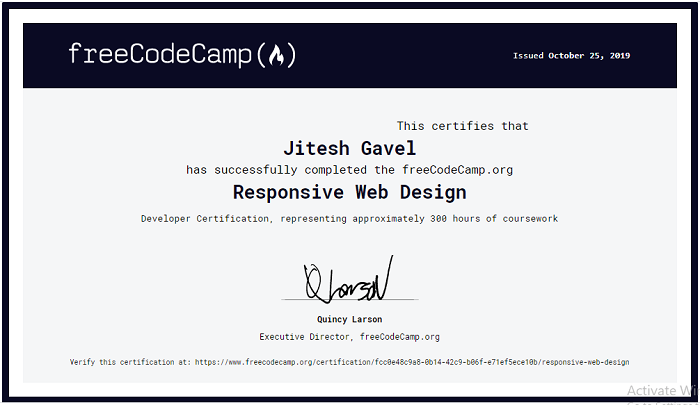 freeCodeCamp
Issued October 25, 2019
This certifies that
Jitesh Gavel
has successfully completed the freeCodeCamp.org
Responsive Web Design
Developer Certification, representing approximately 300 hours of coursework
QLarson
Quincy Larson
Executive Director, freeCodeCamp.org
Verify this certification at: https://www.freecodecamp.org/certification/fcc0e48c9a8-0b14-42c9-b06f-e71ef5ece10b/responsive-web-design
Activate Wi